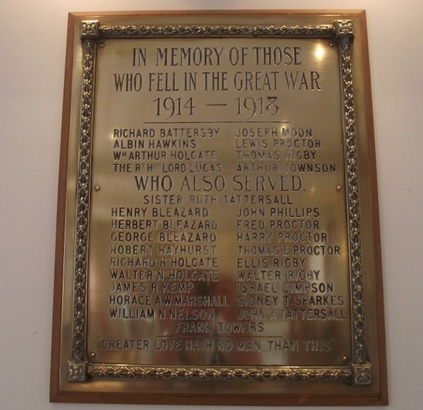 IN MEMORY OF THOSE
WHO FELL IN THE GREAT WAR
1914 — 1918
RICHARD BATTERSBY JOSEPH MOON
ALBIN HAWKINS LEWIS PROCTOR
WM ARTHUR HOLGATE THOMAS RIGBY
THE RT HON LORD LUCAS ARTHUR TOWNSON
WHO ALSO SERVED.
SISTER RUTH TATTERSALL
HENRY BLEAZARD JOHN PHILLIPS
HERBERT BLEAZARD FRED PROCTOR
GEORGE BLEAZARD HARRY PROCTOR
ROBERT HAYHURST THOMAS E PROCTOR
RICHARD H HOLGATE ELLIS RIGBY
WALTER N HOLGATE WALTER RIGBY
JAMES R KEMP ISRAEL SIMPSON
HORACE A.W. MARSHALL SIDNEY T. SPARKES
WILLIAM N NELSON JOHN TATTERSALL
FRANK TOWERS
"GREATER LOVE HATH NO MAN THAN THIS"